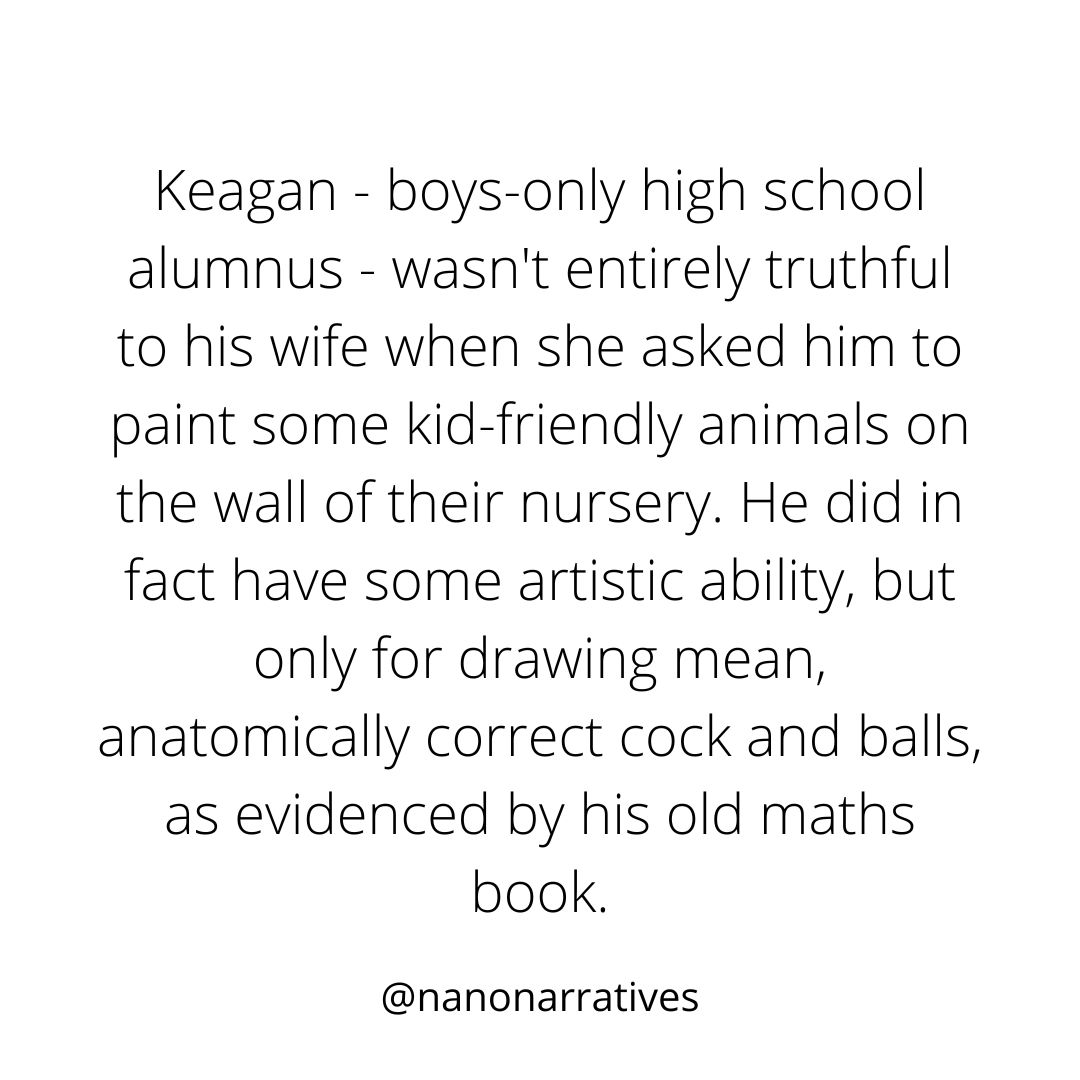 Keagan - boys-only high school
alumnus - wasn't entirely truthful
to his wife when she asked him to
paint some kid-friendly animals on
the wall of their nursery. He did in
fact have some artistic ability, but
only for drawing mean,
anatomically correct cock and balls,
as evidenced by his old maths
book.
@nanonarratives